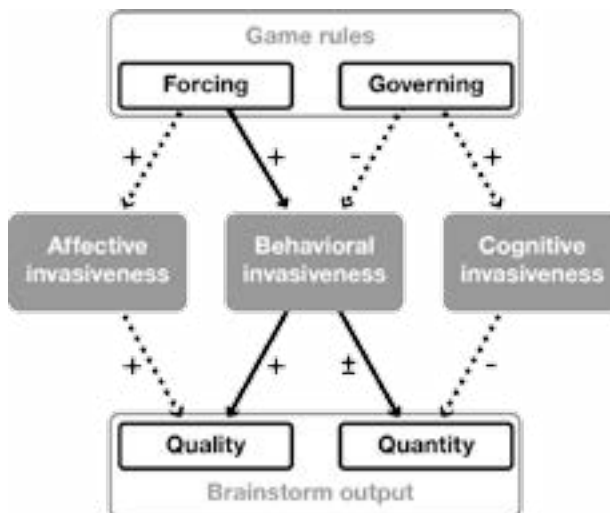 Game rules
Forcing Governing
+ + - +
Affective invasiveness
Behavioral invasiveness
Cognitive invasiveness
+ + ± -
Quality Quantity
Brainstorm output